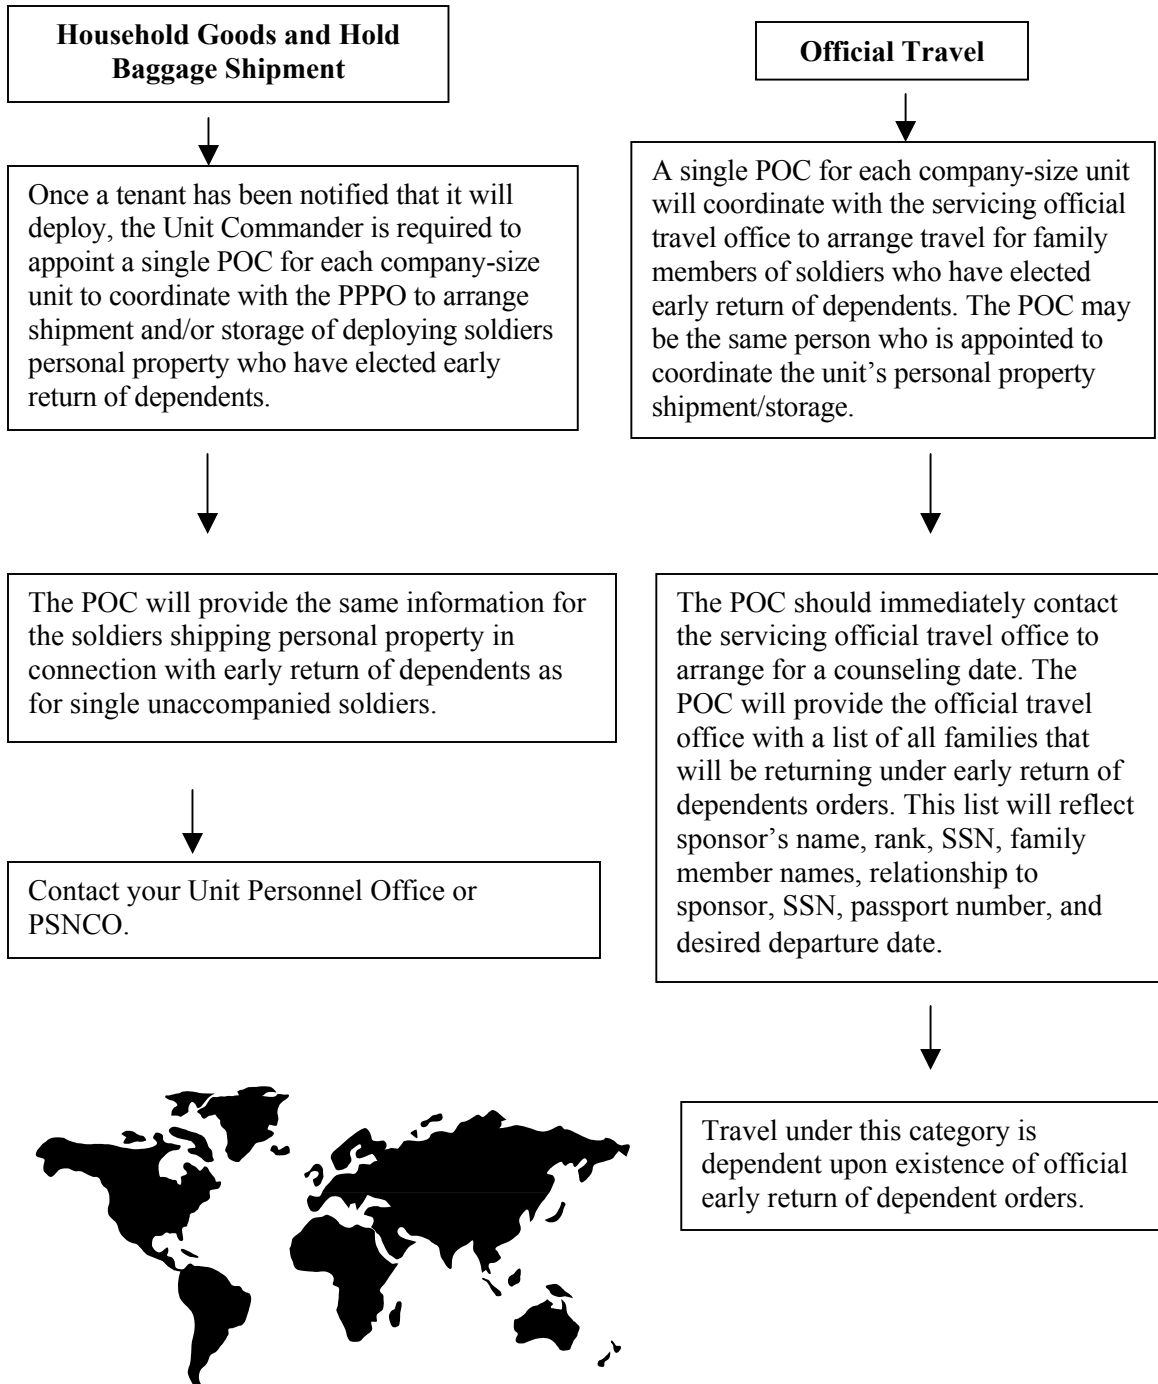 Household Goods and Hold
Baggage Shipment
Once a tenant has been notified that it will
deploy, the Unit Commander is required to
appoint a single POC for each company-size
unit to coordinate with the PPPO to arrange
shipment and/or storage of deploying soldiers
personal property who have elected early
return of dependents.
The POC will provide the same information for
the soldiers shipping personal property in
connection with early return of dependents as
for single unaccompanied soldiers.
Contact your Unit Personnel Office or
PSNCO.
Official Travel
A single POC for each company-size unit
will coordinate with the servicing official
travel office to arrange travel for family
members of soldiers who have elected
early return of dependents. The POC may
be the same person who is appointed to
coordinate the unit’s personal property
shipment/storage.
The POC should immediately contact
the servicing official travel office to
arrange for a counseling date. The
POC will provide the official travel
office with a list of all families that
will be returning under early return of
dependents orders. This list will reflect
sponsor’s name, rank, SSN, family
member names, relationship to
sponsor, SSN, passport number, and
desired departure date.
Travel under this category is
dependent upon existence of official
early return of dependent orders.